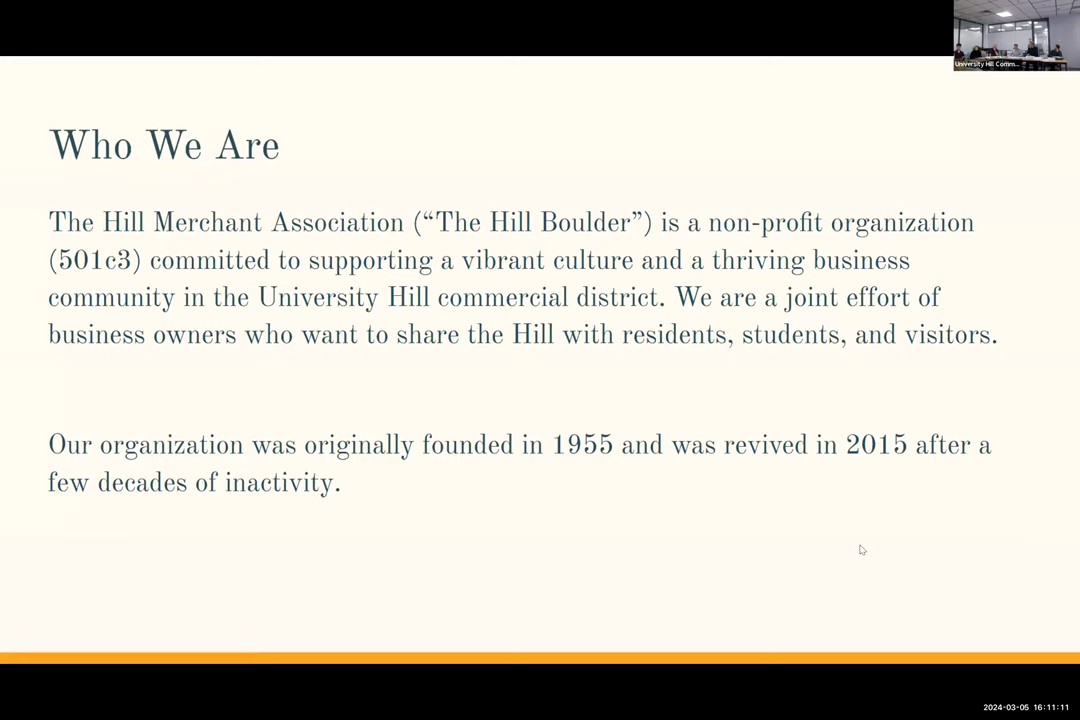 University Hill Comm...
Who We Are
The Hill Merchant Association (“The Hill Boulder”) is a non-profit organization
(501c3) committed to supporting a vibrant culture and a thriving business
community in the University Hill commercial district. We are a joint effort of
business owners who want to share the Hill with residents, students, and visitors.
Our organization was originally founded in 1955 and was revived in 2015 after a
few decades of inactivity.
2024-03-05 16:11:11